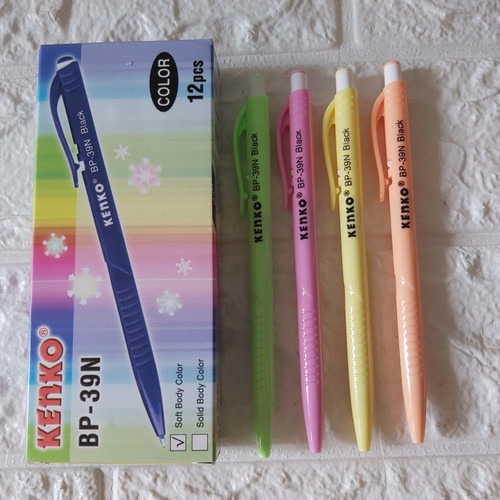 COLOR
12pcs
KENKO® BP-39N Black
KENKO®
BP-39N
✓ Soft Body Color
Solid Body Color
KENKO® BP-39N Black
KENKO® BP-39N Black
KENKO® BP-39N Black
KENKO® BP-39N Black